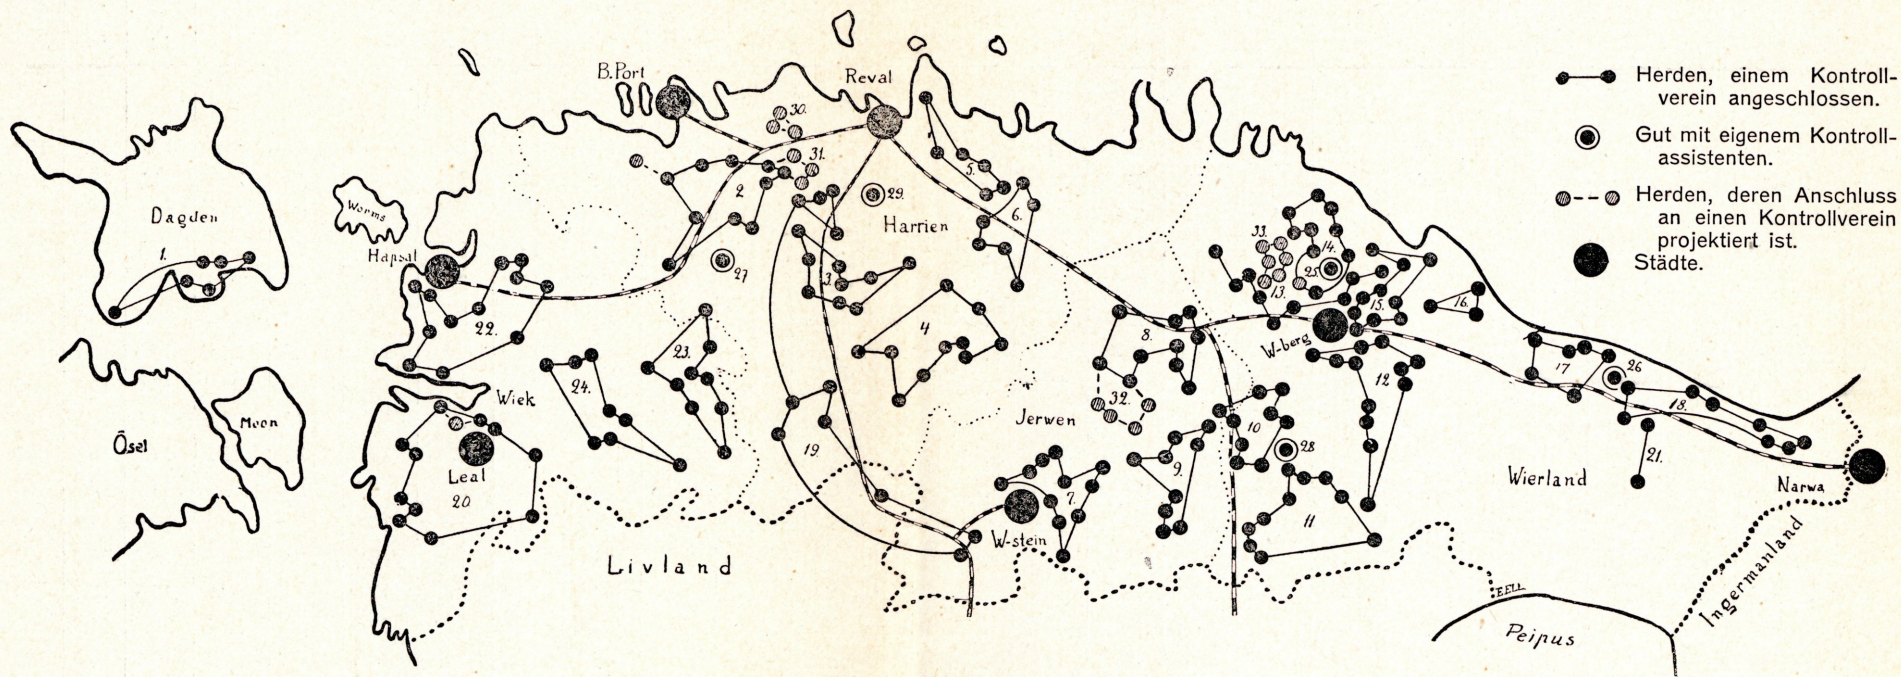 B.Port
Reval
Herden, einem Kontroll-
verein angeschlossen.
Gut mit eigenem Kontroll-
assistenten.
Herden, deren Anschluss
an einen Kontrollverein
projektiert ist.
Städte.
30.
31.
2
5.
29.
6.
Harrien
Dagden
1.
Worms
Hapsal
27
3.
33.
14.
25
13.
15.
16.
22.
23.
24.
4
8.
W-berg
12
17
26
18.
Wiek
Moon
Ösel
Leal
20.
19
Jerwen
32.
10
28
9.
7.
W-stein
11
21.
Wierland
Narwa
Livland
Ingermanland
Peipus